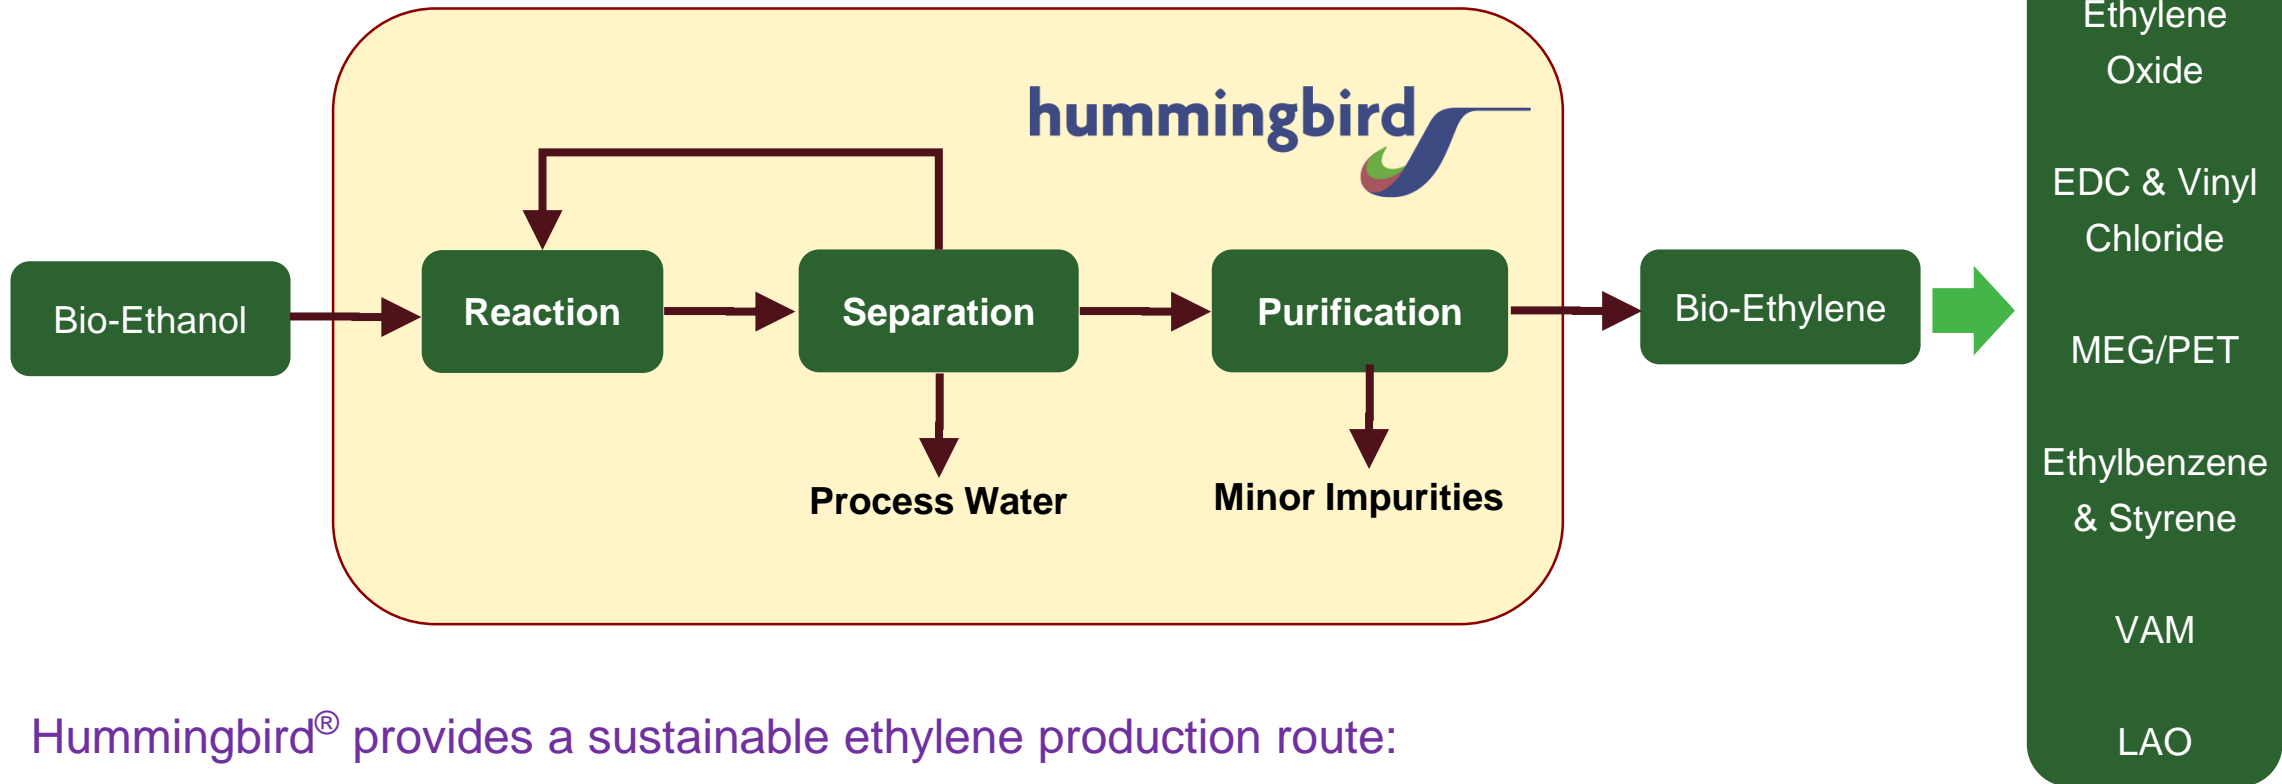 hummingbird
Bio-Ethanol
Reaction
Separation
Purification
Bio-Ethylene
Process Water
Minor Impurities
Ethylene
Oxide
EDC & Vinyl
Chloride
MEG/PET
Ethylbenzene
& Styrene
VAM
LAO
Hummingbird® provides a sustainable ethylene production route: